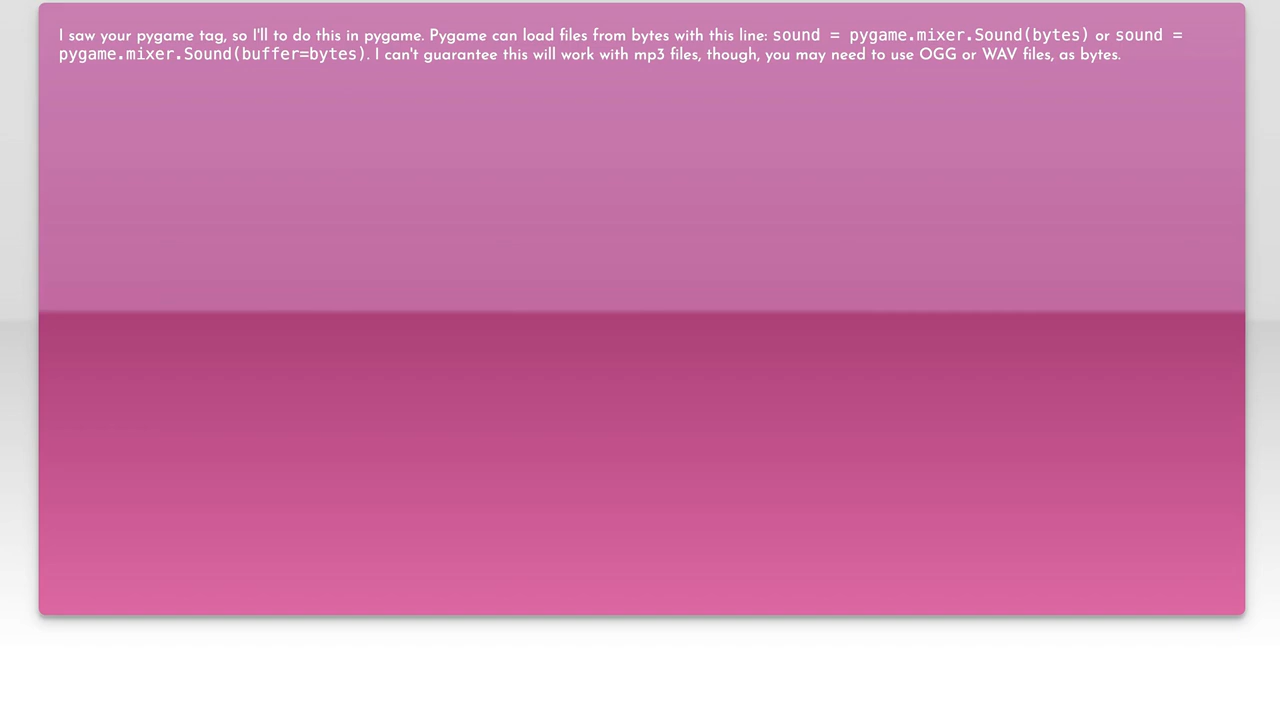 I saw your pygame tag, so I'll to do this in pygame. Pygame can load files from bytes with this line: sound = pygame.mixer.Sound(bytes) or sound =
pygame.mixer.Sound(buffer=bytes). I can't guarantee this will work with mp3 files, though, you may need to use OGG or WAV files, as bytes.